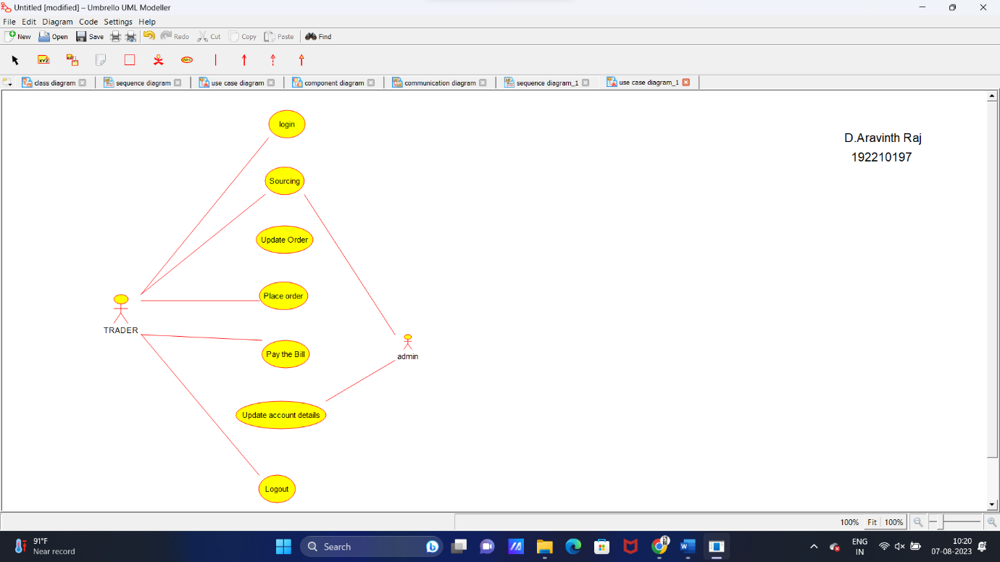 Untitled [modified] – Umbrello UML Modeller
File Edit Diagram Code Settings Help
New Open Save Redo Cut Copy Paste Find
XYZ ABC
class diagram sequence diagram use case diagram component diagram communication diagram sequence diagram_1 use case diagram_1
login
D.Aravinth Raj
192210197
Sourcing
Update Order
Place order
TRADER
Pay the Bill
admin
Update account details
Logout
100% Fit 100%
91°F
Near record
Search
ENG
IN
10:20
07-08-2023